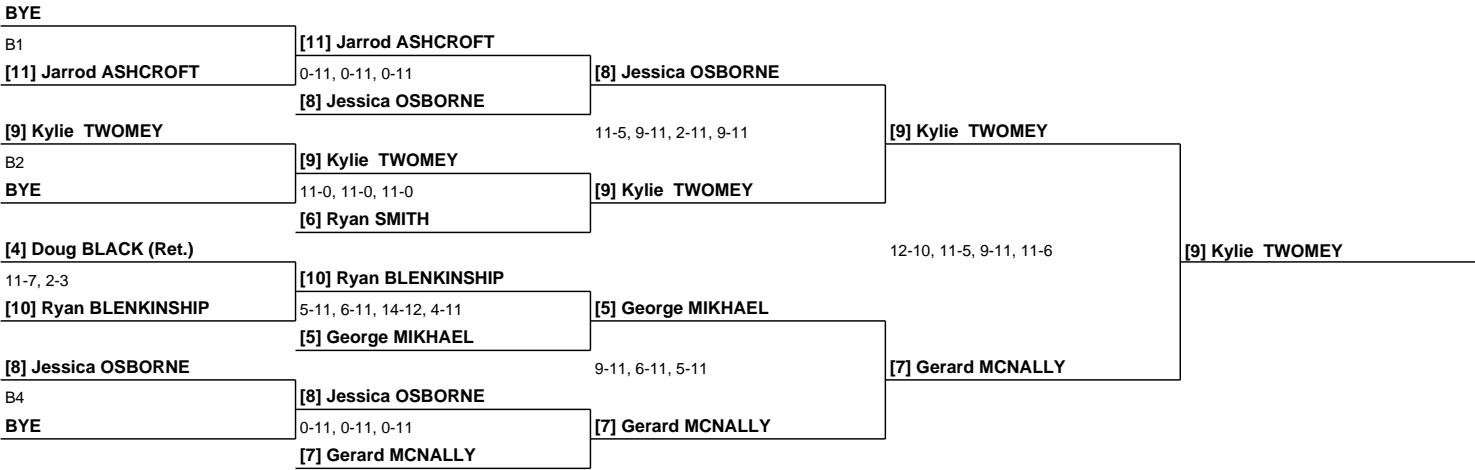 BYE
B1
[11] Jarrod ASHCROFT
[11] Jarrod ASHCROFT
0-11, 0-11, 0-11
[8] Jessica OSBORNE
[8] Jessica OSBORNE
11-5, 9-11, 2-11, 9-11
[9] Kylie  TWOMEY
[9] Kylie  TWOMEY
B2
BYE
[9] Kylie  TWOMEY
11-0, 11-0, 11-0
[6] Ryan SMITH
[9] Kylie  TWOMEY
12-10, 11-5, 9-11, 11-6
[9] Kylie  TWOMEY
[4] Doug BLACK (Ret.)
11-7, 2-3
[10] Ryan BLENKINSHIP
[10] Ryan BLENKINSHIP
5-11, 6-11, 14-12, 4-11
[5] George MIKHAEL
[5] George MIKHAEL
9-11, 6-11, 5-11
[7] Gerard MCNALLY
[8] Jessica OSBORNE
B4
BYE
[8] Jessica OSBORNE
0-11, 0-11, 0-11
[7] Gerard MCNALLY
[7] Gerard MCNALLY